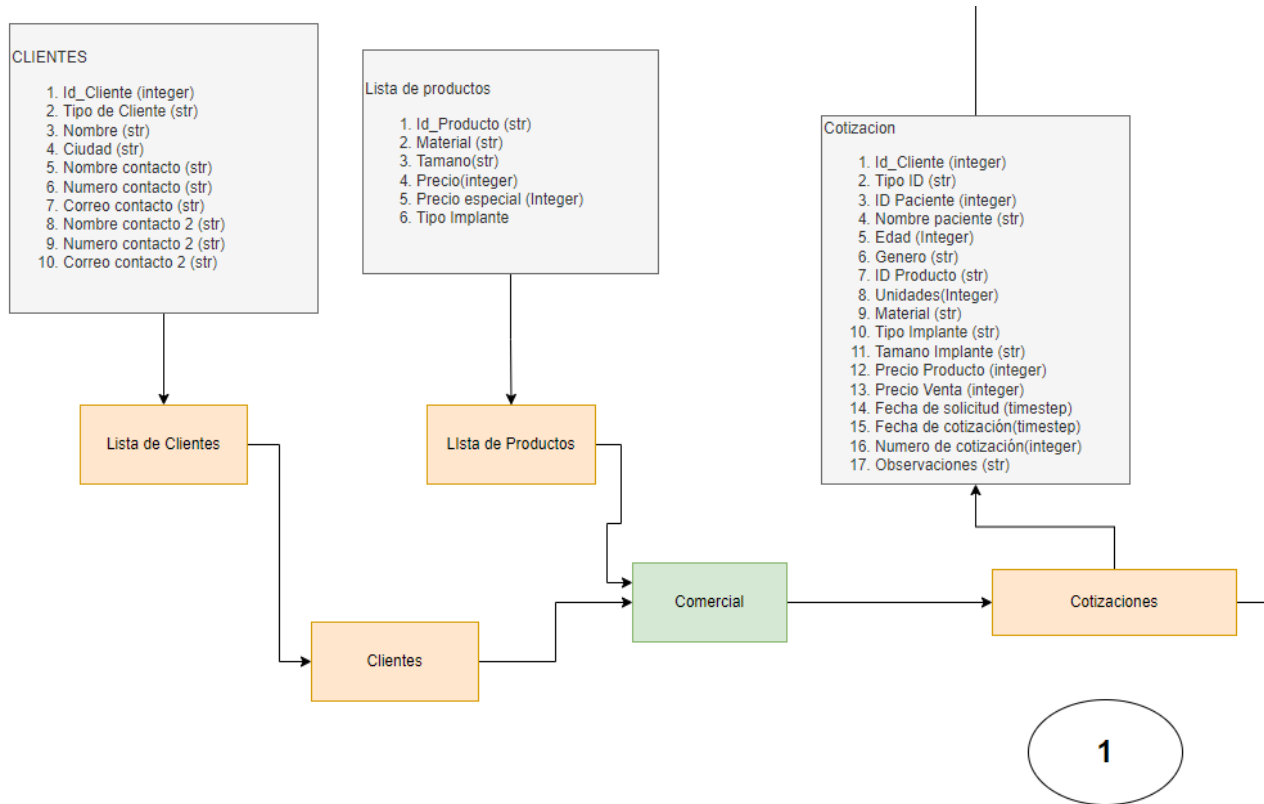 CLIENTES
1. Id_Cliente (integer)
2. Tipo de Cliente (str)
3. Nombre (str)
4. Ciudad (str)
5. Nombre contacto (str)
6. Numero contacto (str)
7. Correo contacto (str)
8. Nombre contacto 2 (str)
9. Numero contacto 2 (str)
10. Correo contacto 2 (str)
Lista de productos
1. Id_Producto (str)
2. Material (str)
3. Tamano(str)
4. Precio(integer)
5. Precio especial (Integer)
6. Tipo Implante
Cotizacion
1. Id_Cliente (integer)
2. Tipo ID (str)
3. ID Paciente (integer)
4. Nombre paciente (str)
5. Edad (Integer)
6. Genero (str)
7. ID Producto (str)
8. Unidades(Integer)
9. Material (str)
10. Tipo Implante (str)
11. Tamano Implante (str)
12. Precio Producto (integer)
13. Precio Venta (integer)
14. Fecha de solicitud (timestep)
15. Fecha de cotización(timestep)
16. Numero de cotización(integer)
17. Observaciones (str)
Lista de Clientes
LIsta de Productos
Comercial
Cotizaciones
Clientes
1